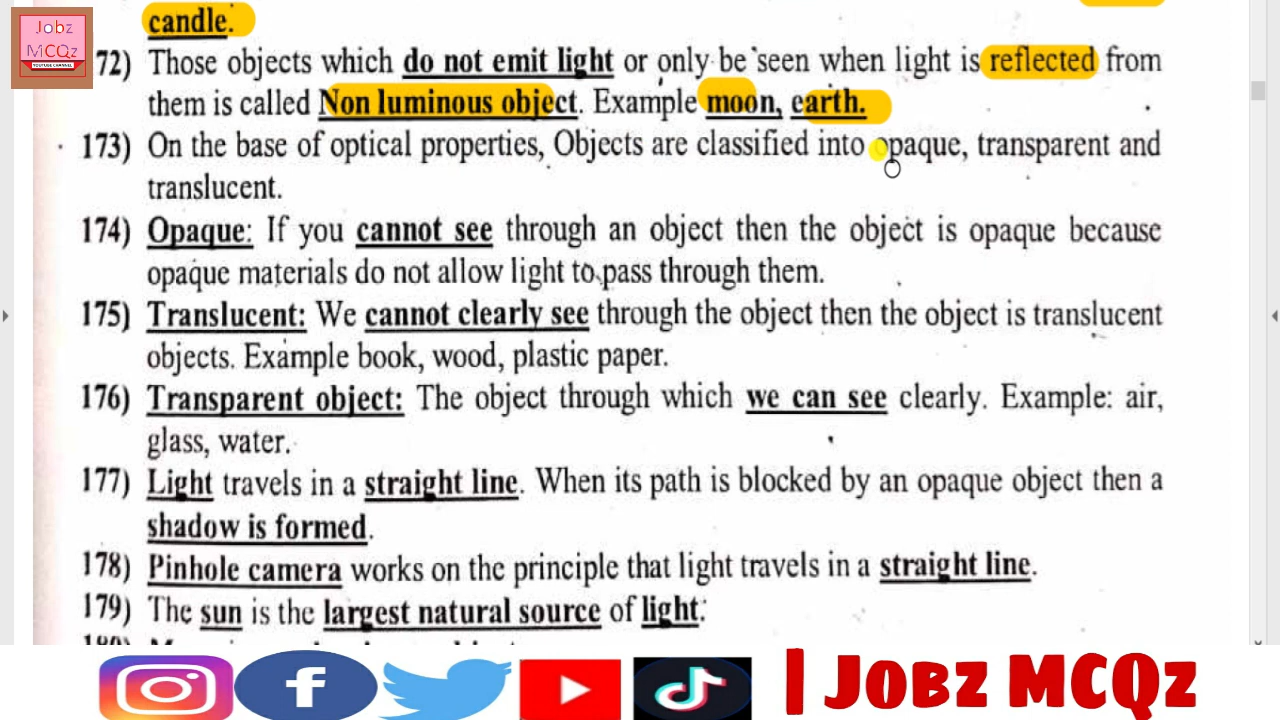 Jobz
MCQz
YOUTUBE CHANNEL
candle.
72) Those objects which do not emit light or only be seen when light is reflected from
them is called Non luminous object. Example moon, earth.
173) On the base of optical properties, Objects are classified into opaque, transparent and
translucent.
174) Opaque: If you cannot see through an object then the object is opaque because
opaque materials do not allow light to pass through them.
175) Translucent: We cannot clearly see through the object then the object is translucent
objects. Example book, wood, plastic paper.
176) Transparent object: The object through which we can see clearly. Example: air,
glass, water.
177) Light travels in a straight line. When its path is blocked by an opaque object then a
shadow is formed.
178) Pinhole camera works on the principle that light travels in a straight line.
179) The sun is the largest natural source of light.
| Jobz MCQz